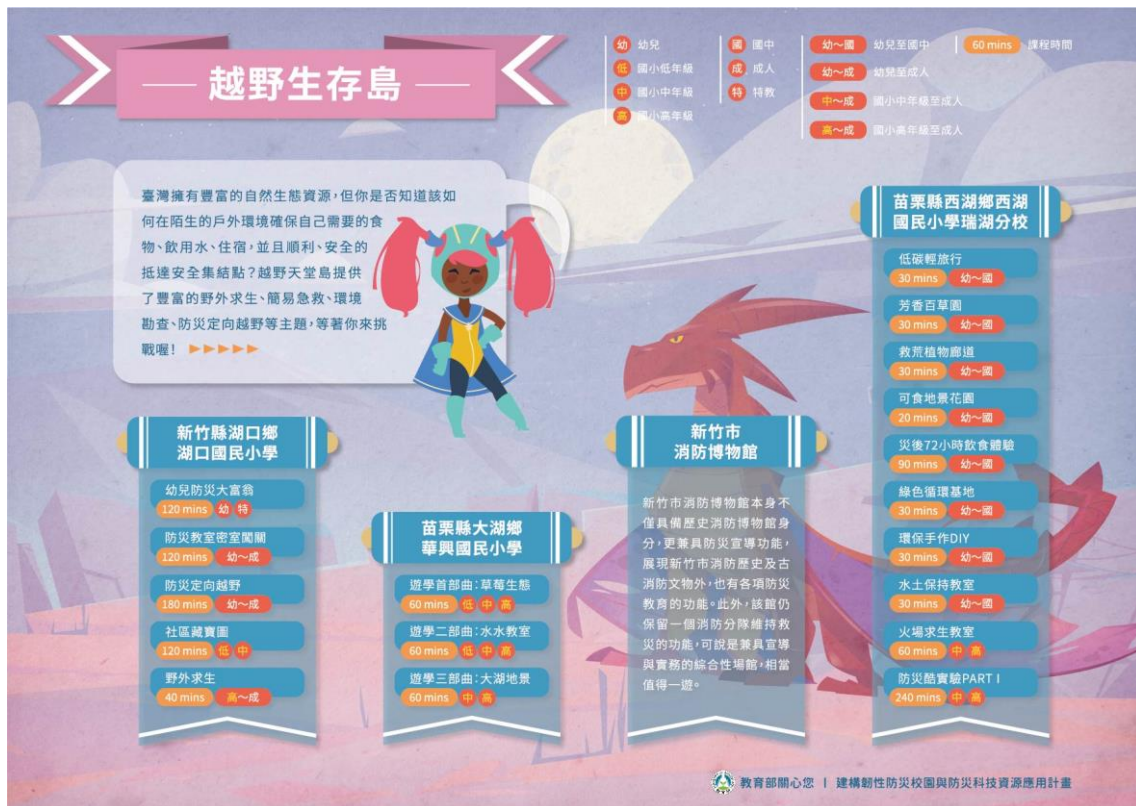 越野生存島
幼 幼兒
低 國小低年級
中 國小中年級
高 國小高年級
國 國中
成 成人
特 特教
幼～國 幼兒至國中
幼～成 幼兒至成人
中～成 國小中年級至成人
高～成 國小高年級至成人
60 mins 課程時間
臺灣擁有豐富的自然生態資源，但你是否知道該如
何在陌生的戶外環境確保自己需要的食
物、飲用水、住宿，並且順利、安全的
抵達安全集結點？越野天堂島提供
了豐富的野外求生、簡易急救、環境
勘查、防災定向越野等主題，等著你來挑
戰喔！
新竹縣湖口鄉
湖口國民小學
幼兒防災大富翁
120 mins 幼 特
防災教室密室闖關
120 mins 幼～成
防災定向越野
180 mins 幼～成
社區藏寶圖
120 mins 低 中
野外求生
40 mins 高～成
苗栗縣大湖鄉
華興國民小學
遊學首部曲：草莓生態
60 mins 低 中 高
遊學二部曲：水水教室
60 mins 低 中 高
遊學三部曲：大湖地景
60 mins 中 高
新竹市
消防博物館
新竹市消防博物館本身不
僅具備歷史消防博物館身
分，更兼具防災宣導功能，
展現新竹市消防歷史及古
消防文物外，也有各項防災
教育的功能。此外，該館仍
保留一個消防分隊維持救
災的功能，可說是兼具宣導
與實務的綜合性場館，相當
值得一遊。
苗栗縣西湖鄉西湖
國民小學瑞湖分校
低碳輕旅行
30 mins 幼～國
芳香百草園
30 mins 幼～國
救荒植物廊道
30 mins 幼～國
可食地景花園
20 mins 幼～國
災後72小時飲食體驗
90 mins 幼～國
綠色循環基地
30 mins 幼～國
環保手作DIY
30 mins 幼～國
水土保持教室
30 mins 幼～國
火場求生教室
60 mins 中 高
防災酷實驗PART I
240 mins 中 高
教育部關心您 | 建構韌性防災校園與防災科技資源應用計畫